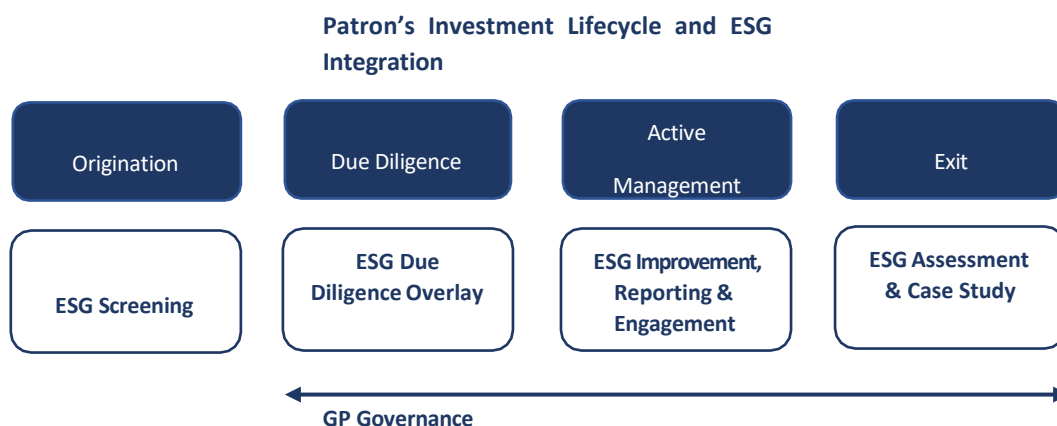 Patron's Investment Lifecycle and ESG
Integration
Origination
Due Diligence
Active
Management
Exit
ESG Screening
ESG Due
Diligence Overlay
ESG Improvement,
Reporting &
Engagement
ESG Assessment
& Case Study
GP Governance